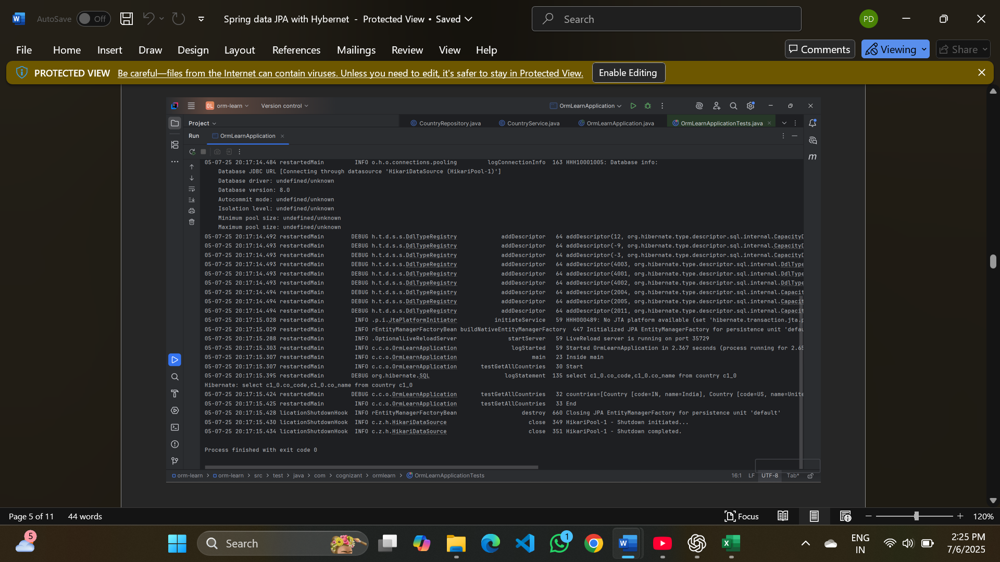 AutoSave Off Spring data JPA with Hybernet - Protected View • Saved Search PD
File Home Insert Draw Design Layout References Mailings Review View Help Comments Viewing Share
PROTECTED VIEW Be careful—files from the Internet can contain viruses. Unless you need to edit, it's safer to stay in Protected View. Enable Editing
OL orm-learn Version control OrmLearnApplication
Project CountryRepository.java CountryService.java OrmLearnApplication.java OrmLearnApplicationTests.java
Run OrmLearnApplication
05-07-25 20:17:14.484 restartedMain INFO o.h.o.connections.pooling logConnectionInfo 163 HHH10001005: Database info:
Database JDBC URL [Connecting through datasource 'HikariDataSource (HikariPool-1)']
Database driver: undefined/unknown
Database version: 8.0
Autocommit mode: undefined/unknown
Isolation level: undefined/unknown
Minimum pool size: undefined/unknown
Maximum pool size: undefined/unknown
05-07-25 20:17:14.492 restartedMain DEBUG h.t.d.s.s.DdlTypeRegistry addDescriptor 64 addDescriptor(12, org.hibernate.type.descriptor.sql.internal.CapacityD
05-07-25 20:17:14.493 restartedMain DEBUG h.t.d.s.s.DdlTypeRegistry addDescriptor 64 addDescriptor(-9, org.hibernate.type.descriptor.sql.internal.CapacityD
05-07-25 20:17:14.493 restartedMain DEBUG h.t.d.s.s.DdlTypeRegistry addDescriptor 64 addDescriptor(-3, org.hibernate.type.descriptor.sql.internal.CapacityD
05-07-25 20:17:14.493 restartedMain DEBUG h.t.d.s.s.DdlTypeRegistry addDescriptor 64 addDescriptor(4003, org.hibernate.type.descriptor.sql.internal.DdlType
05-07-25 20:17:14.493 restartedMain DEBUG h.t.d.s.s.DdlTypeRegistry addDescriptor 64 addDescriptor(4001, org.hibernate.type.descriptor.sql.internal.DdlType
05-07-25 20:17:14.493 restartedMain DEBUG h.t.d.s.s.DdlTypeRegistry addDescriptor 64 addDescriptor(4002, org.hibernate.type.descriptor.sql.internal.DdlType
05-07-25 20:17:14.494 restartedMain DEBUG h.t.d.s.s.DdlTypeRegistry addDescriptor 64 addDescriptor(2004, org.hibernate.type.descriptor.sql.internal.Capacit
05-07-25 20:17:14.494 restartedMain DEBUG h.t.d.s.s.DdlTypeRegistry addDescriptor 64 addDescriptor(2005, org.hibernate.type.descriptor.sql.internal.Capacit
05-07-25 20:17:14.494 restartedMain DEBUG h.t.d.s.s.DdlTypeRegistry addDescriptor 64 addDescriptor(2011, org.hibernate.type.descriptor.sql.internal.Capacit
05-07-25 20:17:15.028 restartedMain INFO .p.i.JtaPlatformInitiator initiateService 59 HHH000489: No JTA platform available (set 'hibernate.transaction.jta.p
05-07-25 20:17:15.029 restartedMain INFO rEntityManagerFactoryBean buildNativeEntityManagerFactory 447 Initialized JPA EntityManagerFactory for persistence unit 'defau
05-07-25 20:17:15.288 restartedMain INFO .OptionalLiveReloadServer startServer 59 LiveReload server is running on port 35729
05-07-25 20:17:15.303 restartedMain INFO c.c.o.OrmLearnApplication logStarted 59 Started OrmLearnApplication in 2.367 seconds (process running for 2.65
05-07-25 20:17:15.307 restartedMain INFO c.c.o.OrmLearnApplication main 23 Inside main
05-07-25 20:17:15.307 restartedMain INFO c.c.o.OrmLearnApplication testGetAllCountries 30 Start
05-07-25 20:17:15.395 restartedMain DEBUG org.hibernate.SQL logStatement 135 select c1_0.co_code,c1_0.co_name from country c1_0
Hibernate: select c1_0.co_code,c1_0.co_name from country c1_0
05-07-25 20:17:15.424 restartedMain DEBUG c.c.o.OrmLearnApplication testGetAllCountries 32 countries=[Country [code=IN, name=India], Country [code=US, name=Unite
05-07-25 20:17:15.425 restartedMain INFO c.c.o.OrmLearnApplication testGetAllCountries 33 End
05-07-25 20:17:15.428 licationShutdownHook INFO rEntityManagerFactoryBean destroy 660 Closing JPA EntityManagerFactory for persistence unit 'default'
05-07-25 20:17:15.430 licationShutdownHook INFO c.z.h.HikariDataSource close 349 HikariPool-1 - Shutdown initiated...
05-07-25 20:17:15.434 licationShutdownHook INFO c.z.h.HikariDataSource close 351 HikariPool-1 - Shutdown completed.
Process finished with exit code 0
orm-learn > orm-learn > src > test > java > com > cognizant > ormlearn > OrmLearnApplicationTests 16:1 LF UTF-8 Tab*
Page 5 of 11 44 words Focus 120%
5 Search 1 ENG 2:25 PM
IN 7/6/2025